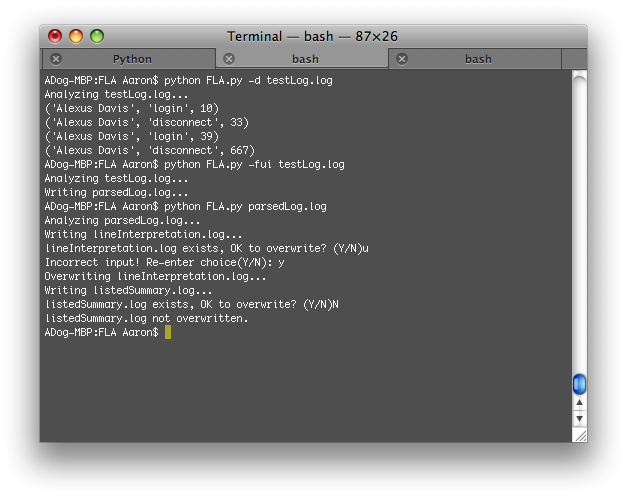 Terminal — bash — 87×26
Python
bash
bash
ADog-MBP:FLA Aaron$ python FLA.py -d testLog.log
Analyzing testLog.log...
('Alexus Davis', 'login', 10)
('Alexus Davis', 'disconnect', 33)
('Alexus Davis', 'login', 39)
('Alexus Davis', 'disconnect', 667)
ADog-MBP:FLA Aaron$ python FLA.py -fui testLog.log
Analyzing testLog.log...
Writing parsedLog.log...
ADog-MBP:FLA Aaron$ python FLA.py parsedLog.log
Analyzing parsedLog.log...
Writing lineInterpretation.log...
lineInterpretation.log exists, OK to overwrite? (Y/N)u
Incorrect input! Re-enter choice(Y/N): y
Overwriting lineInterpretation.log...
Writing listedSummary.log...
listedSummary.log exists, OK to overwrite? (Y/N)N
listedSummary.log not overwritten.
ADog-MBP:FLA Aaron$